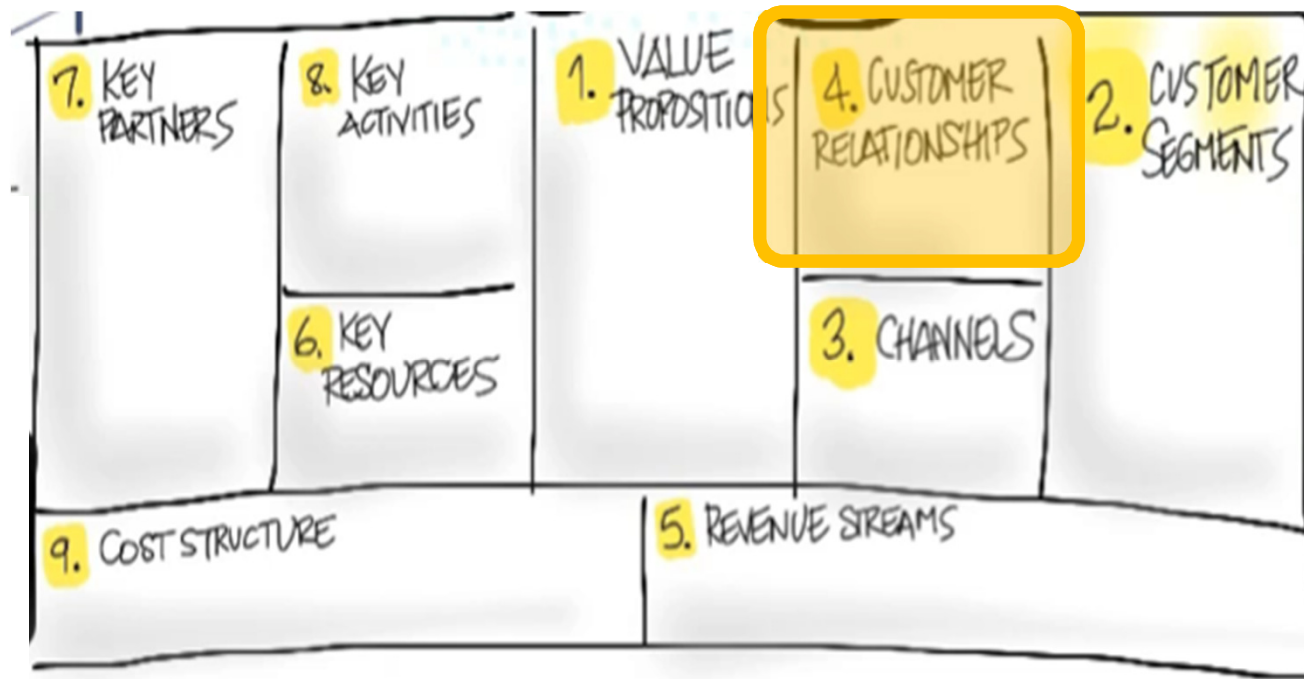 7. KEY
PARTNERS
8. KEY
ACTIVITIES
6. KEY
RESOURCES
1. VALUE
PROPOSITIONS
4. CUSTOMER
RELATIONSHIPS
3. CHANNELS
2. CUSTOMER
SEGMENTS
9. COST STRUCTURE
5. REVENUE STREAMS